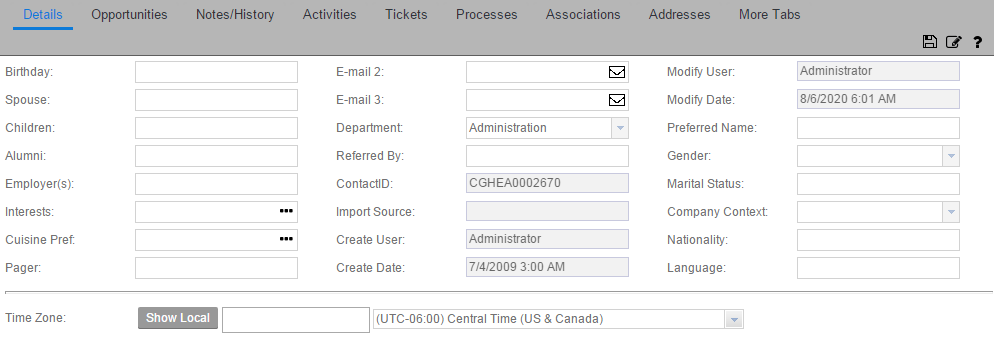 Details Opportunities Notes/History Activities Tickets Processes Associations Addresses More Tabs
?
Birthday: E-mail 2: Modify User: Administrator
Spouse: E-mail 3: Modify Date: 8/6/2020 6:01 AM
Children: Department: Administration Preferred Name:
Alumni: Referred By: Gender:
Employer(s): ContactID: CGHEA0002670 Marital Status:
Interests: Import Source: Company Context:
Cuisine Pref: Create User: Administrator Nationality:
Pager: Create Date: 7/4/2009 3:00 AM Language:
Time Zone: Show Local (UTC-06:00) Central Time (US & Canada)